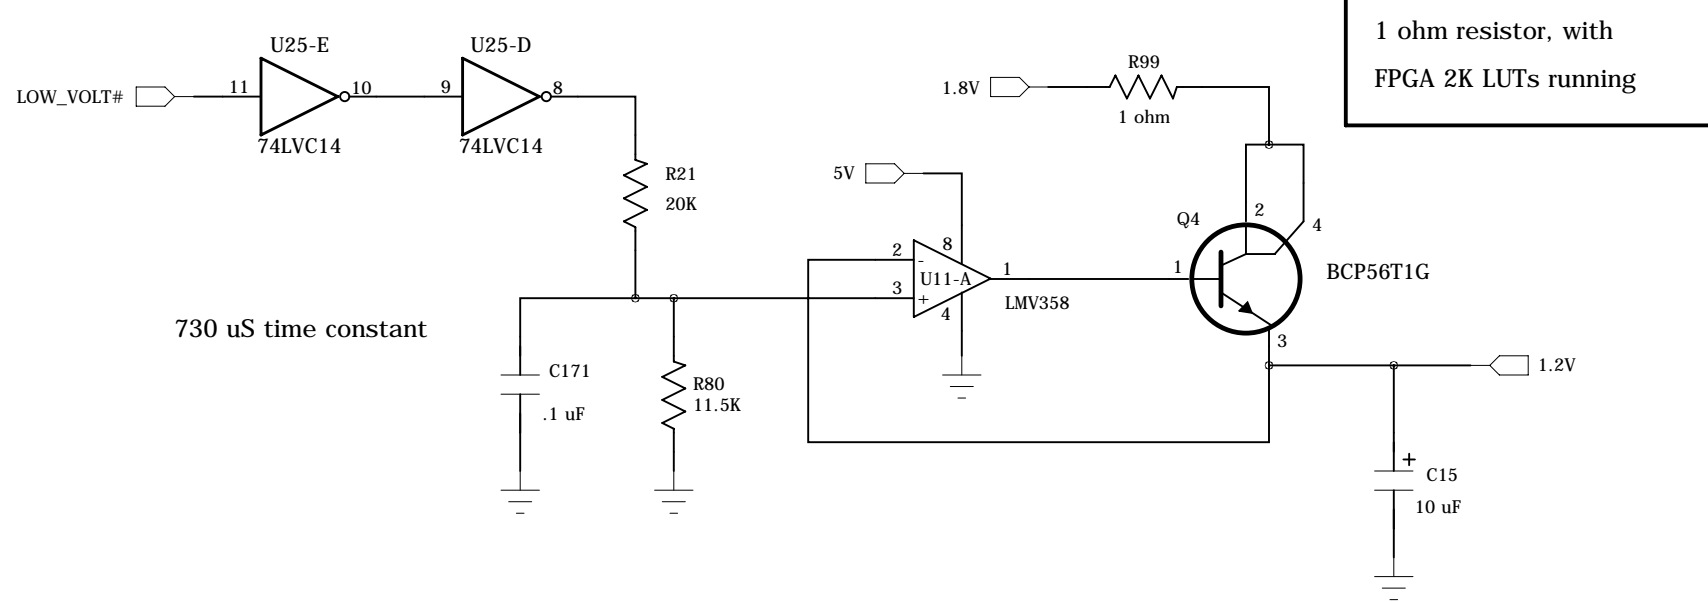 1 ohm resistor, with
FPGA 2K LUTs running
U25-E
U25-D
LOW_VOLT#
11
10
9
8
74LVC14
74LVC14
R21
20K
1.8V
R99
1 ohm
5V
2
-
8
U11-A
3
+
4
1
LMV358
Q4
2
4
1
BCP56T1G
3
730 uS time constant
C171
.1 uF
R80
11.5K
1.2V
+
C15
10 uF